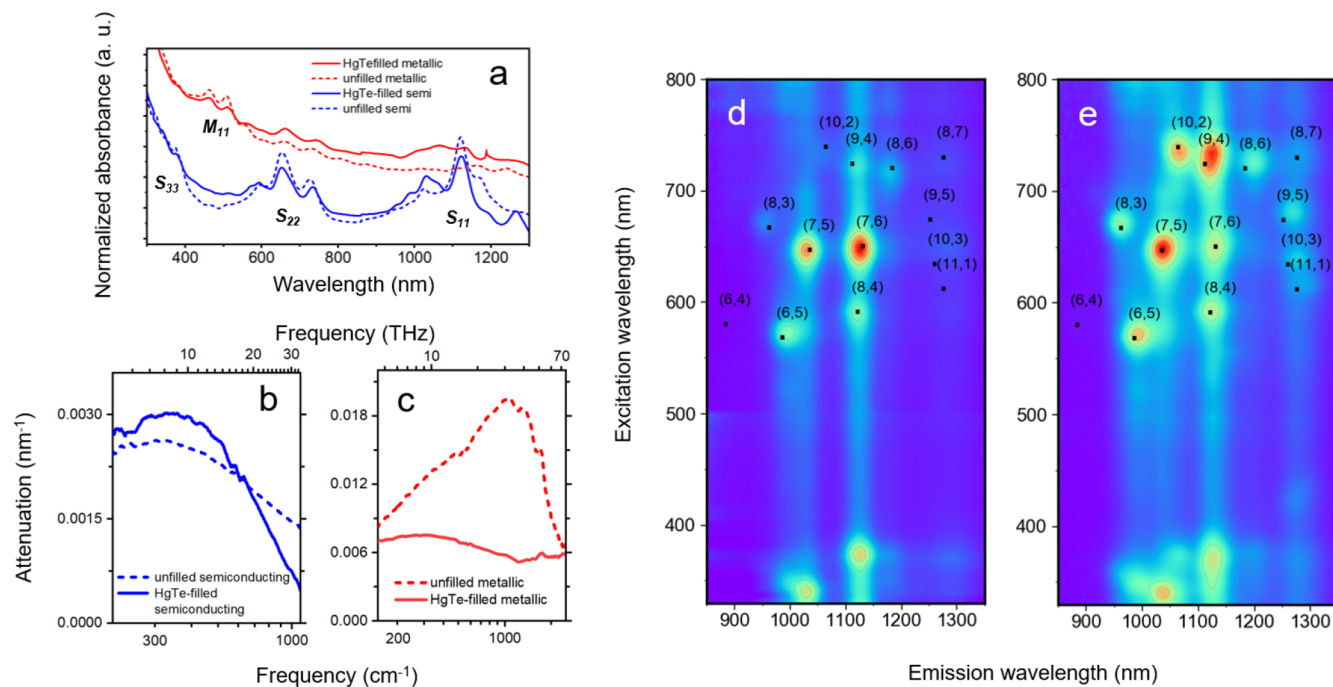 Normalized absorbance (a. u.)
a
HgTefilled metallic
unfilled metallic
HgTe-filled semi
unfilled semi
M11
S33
S22
S11
400 600 800 1000 1200
Wavelength (nm)
Frequency (THz)
10 20 30
10 70
Attenuation (nm-1)
0.0030
0.0015
0.0000
b
unfilled semiconducting
HgTe-filled
semiconducting
300 1000
0.018
0.012
0.006
0.000
c
unfilled metallic
HgTe-filled metallic
200 1000
Frequency (cm-1)
Excitation wavelength (nm)
800
700
600
500
400
d
(10,2)
(9,4)
(8,6)
(8,7)
(8,3)
(7,5)
(7,6)
(9,5)
(10,3)
(11,1)
(6,4)
(6,5)
(8,4)
900 1000 1100 1200 1300
800
700
600
500
400
e
(10,2)
(9,4)
(8,6)
(8,7)
(8,3)
(7,5)
(7,6)
(9,5)
(10,3)
(11,1)
(6,4)
(6,5)
(8,4)
900 1000 1100 1200 1300
Emission wavelength (nm)